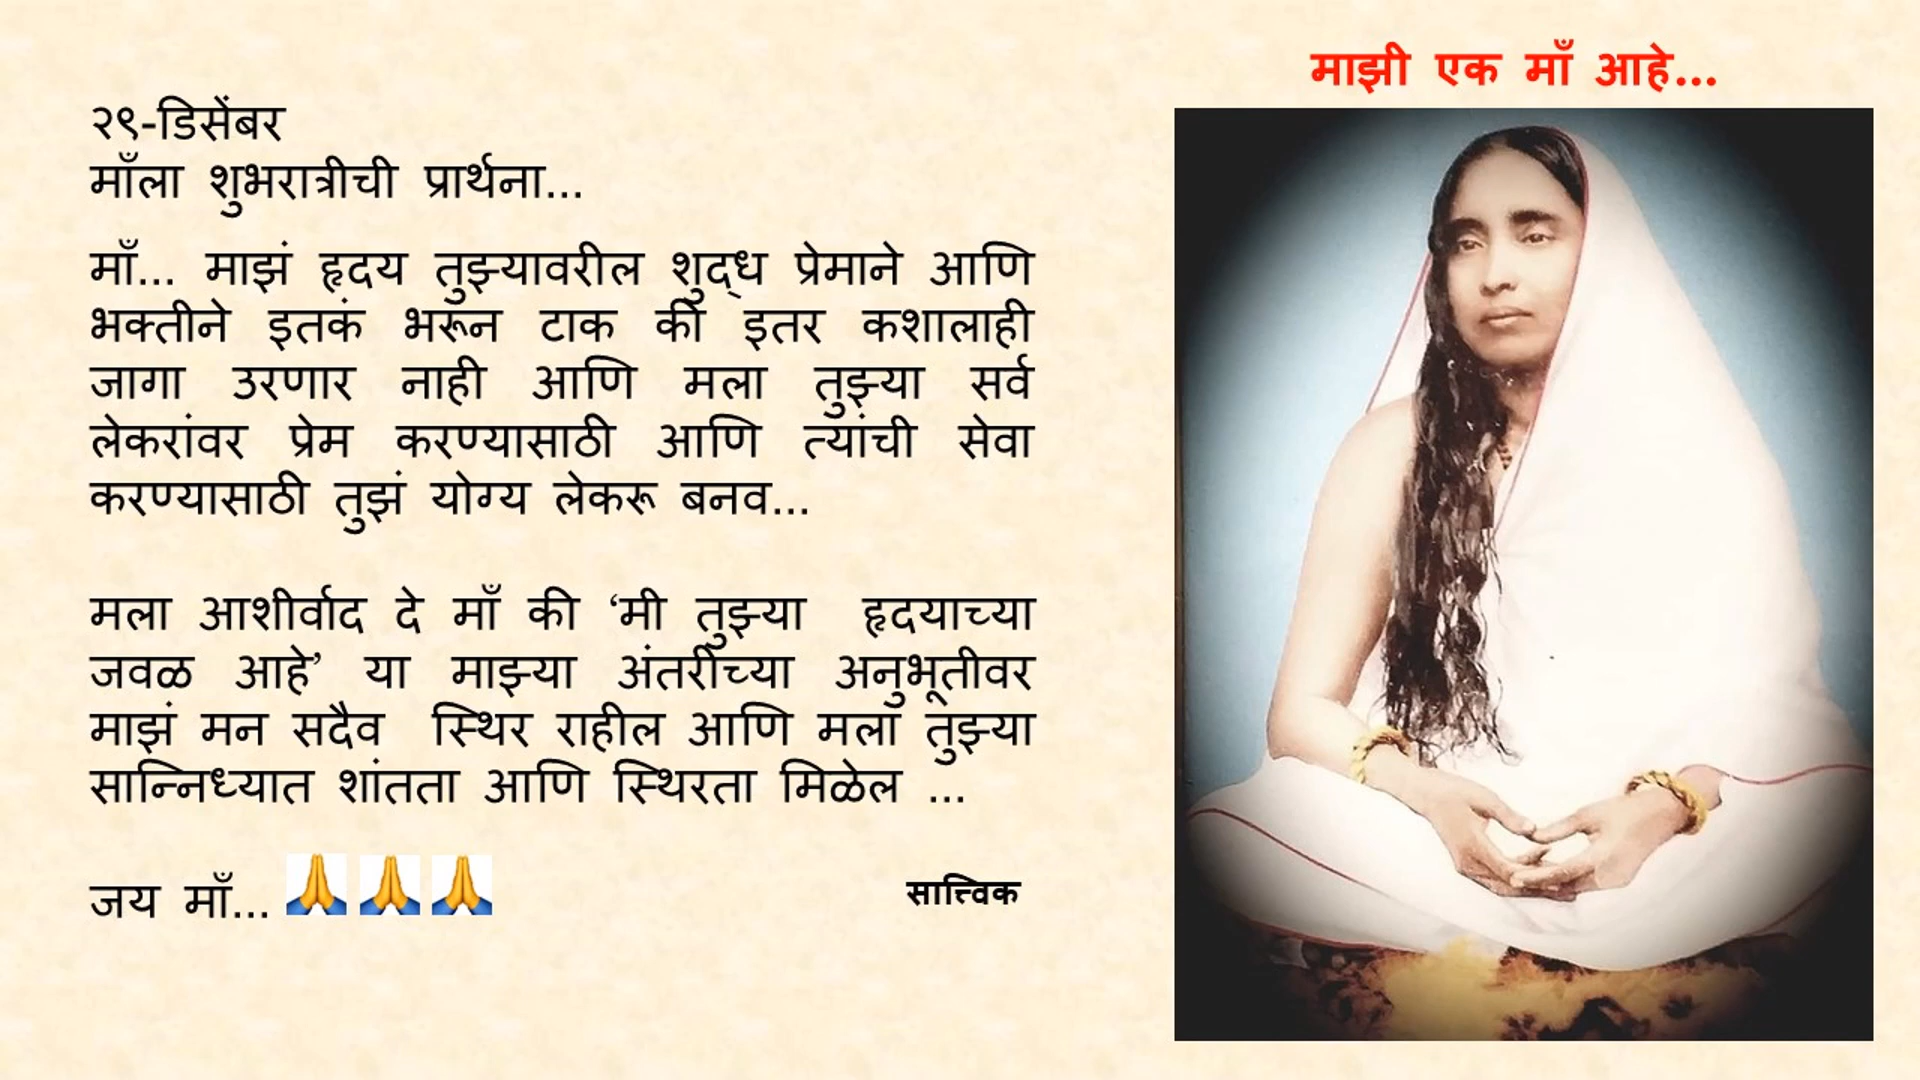 माझी एक माँ आहे...
२९-डिसेंबर
माँला शुभरात्रीची प्रार्थना...
माँ... माझं हृदय तुझ्यावरील शुद्ध प्रेमाने आणि
भक्तीने इतकं भरून टाक की इतर कशालाही
जागा उरणार नाही आणि मला तुझ्या सर्व
लेकरांवर प्रेम करण्यासाठी आणि त्यांची सेवा
करण्यासाठी तुझं योग्य लेकरू बनव...
मला आशीर्वाद दे माँ की ‘मी तुझ्या हृदयाच्या
जवळ आहे’ या माझ्या अंतरीच्या अनुभूतीवर
माझं मन सदैव स्थिर राहील आणि मला तुझ्या
सान्निध्यात शांतता आणि स्थिरता मिळेल ...
जय माँ... 🙏🙏🙏
सात्त्विक